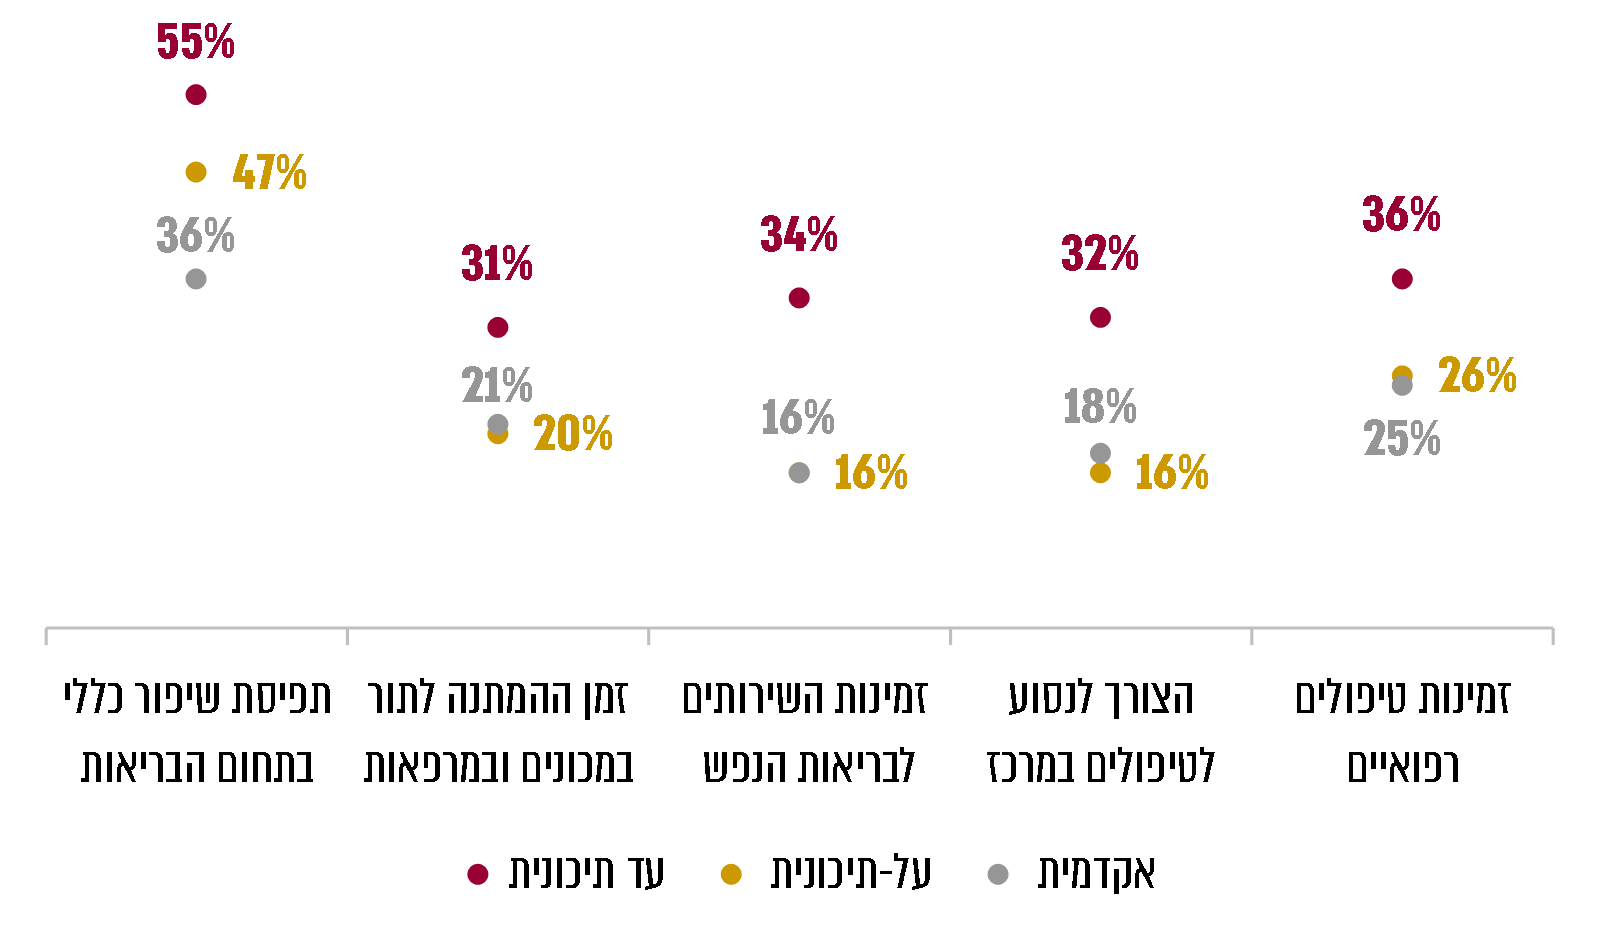 55%
47%
36%
31%
21%
20%
34%
16%
16%
32%
18%
16%
36%
26%
25%
תפיסת שיפור כללי
בתחום הבריאות
זמן ההמתנה לתור
במכונים ובמרפאות
זמינות השירותים
לבריאות הנפש
הצורך לנסוע
לטיפולים במרכז
זמינות טיפולים
רפואיים
עד תיכונית
על-תיכונית
אקדמית